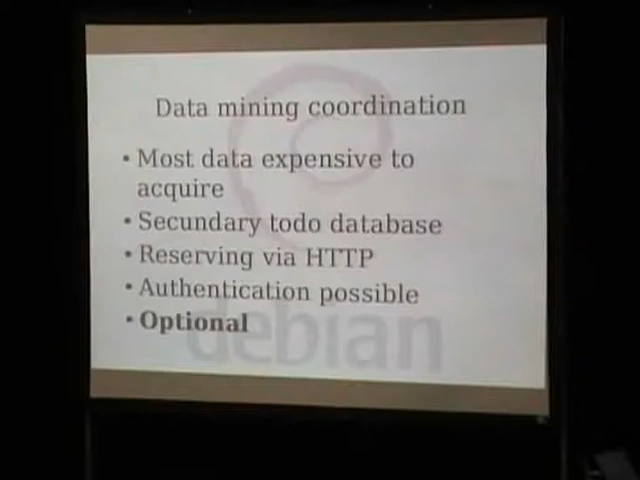 Data mining coordination
• Most data expensive to
acquire
• Secundary todo database
• Reserving via HTTP
• Authentication possible
• Optional
debian